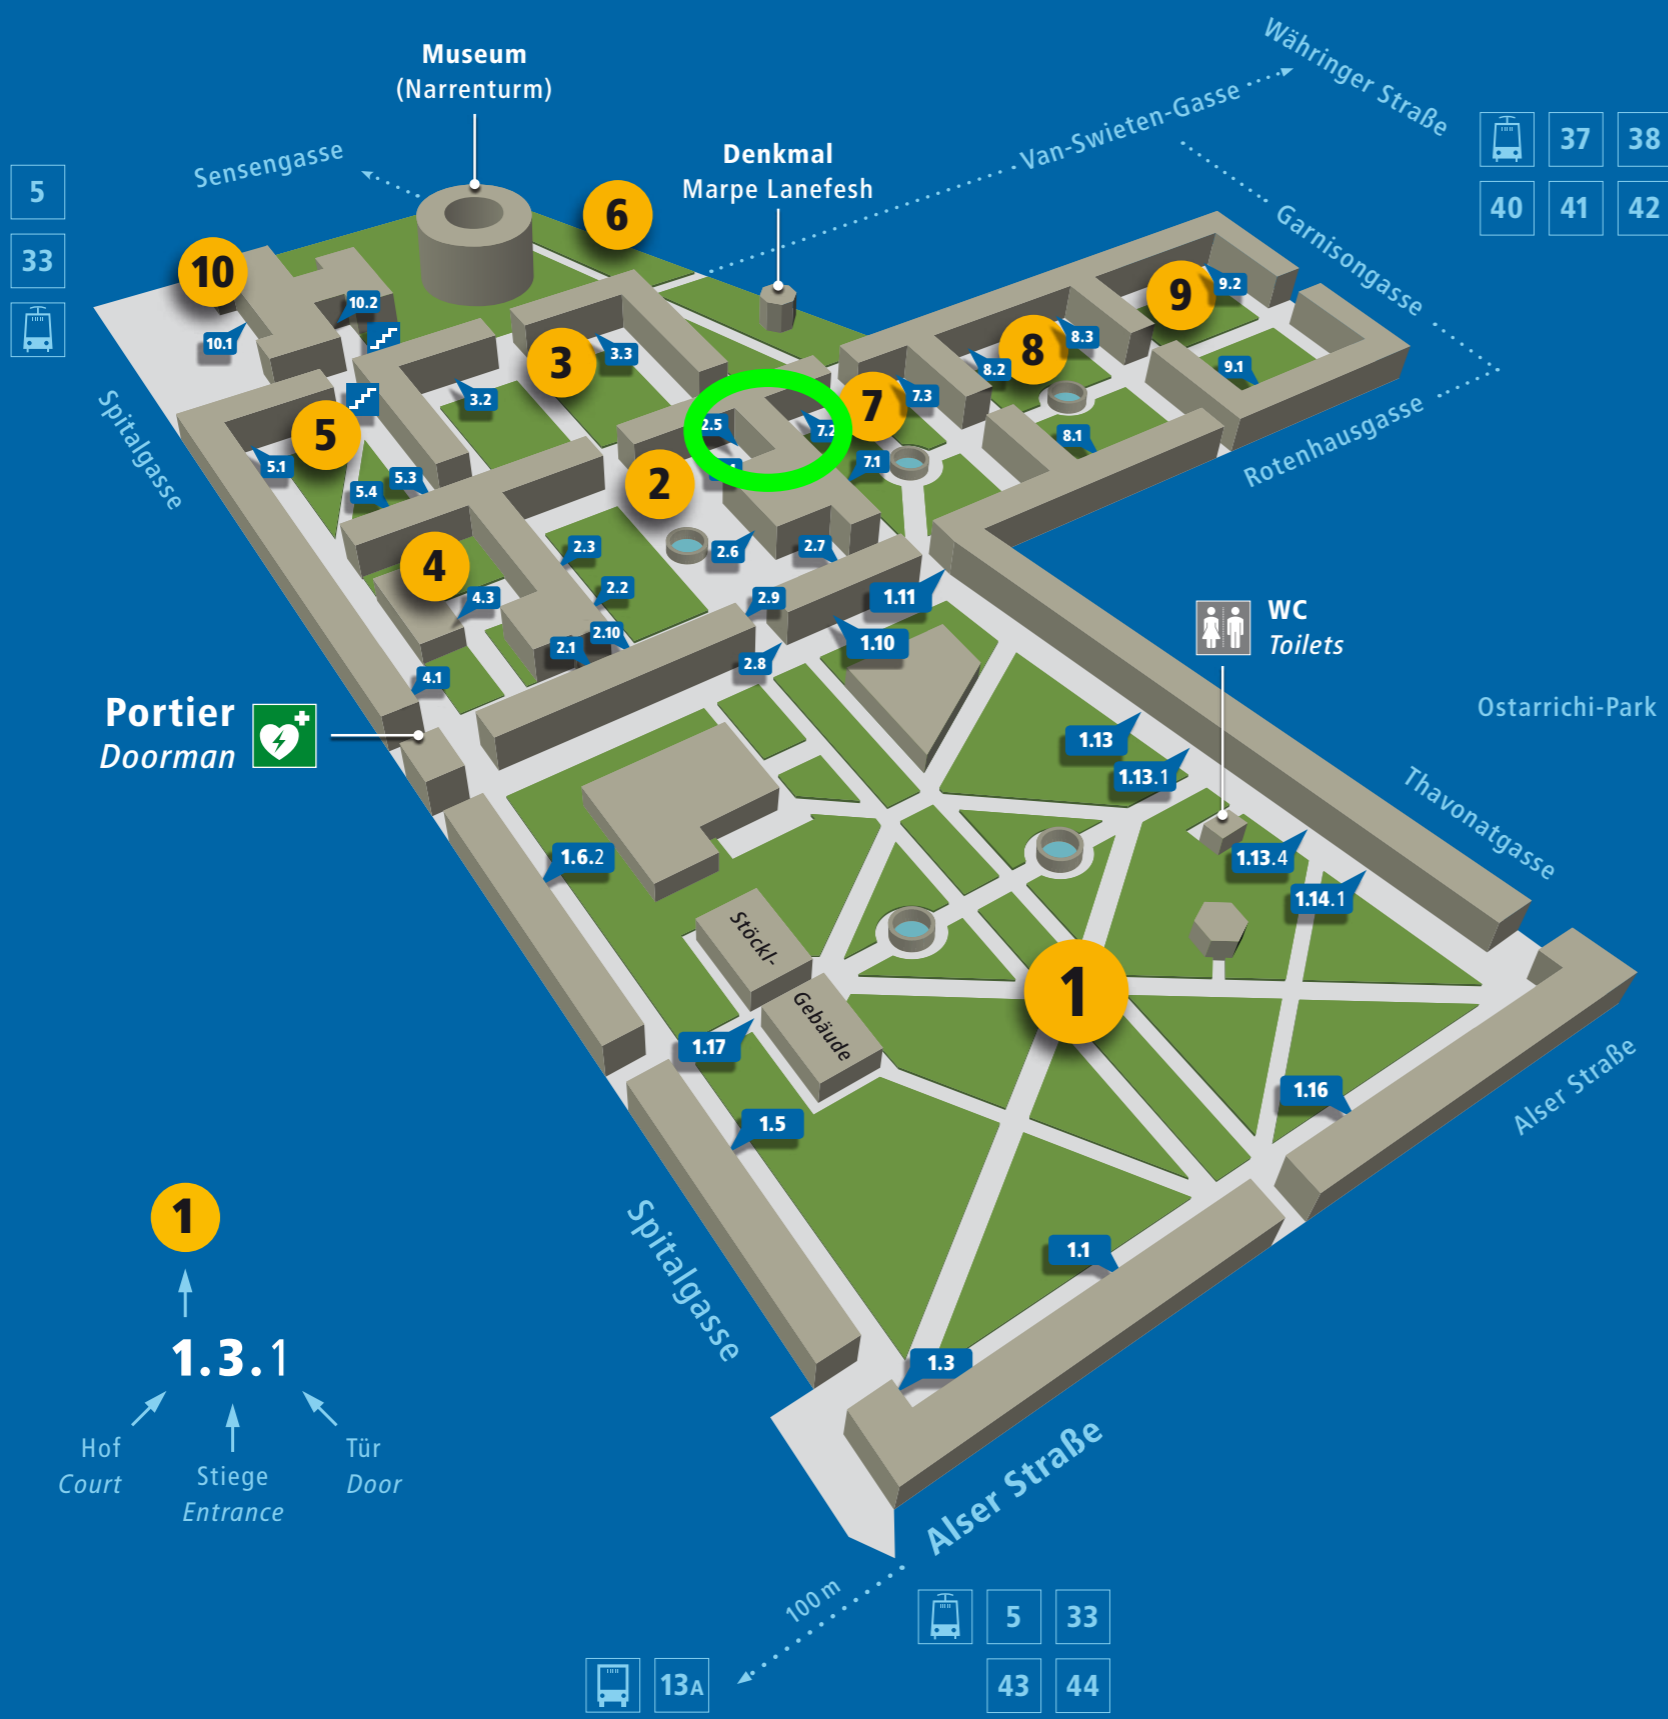 Museum
(Narrenturm)
Währinger Straße
Van-Swieten-Gasse
37
38
Sensengasse
Denkmal
Marpe Lanefesh
5
40
41
42
6
Garnisongasse
33
10
9
9.2
10.2
10.1
3
3.3
8
8.3
8.2
9.1
3.2
7
7.3
Spitalgasse
5
2.5
7.2
8.1
Rotenhausgasse
5.1
5.3
5.4
2
7.1
4
2.3
2.6
2.7
4.3
2.2
2.9
1.11
2.10
2.1
1.10
2.8
WC
Toilets
4.1
Portier
Doorman
Ostarrichi-Park
1.13
1.13.1
Thavonatgasse
1.6.2
1.13.4
1.14.1
Stöckl-
Gebäude
1
1.17
1.16
Alser Straße
1.5
1
Spitalgasse
1.1
1.3.1
1.3
Hof
Court
Stiege
Entrance
Tür
Door
Alser Straße
100 m
5
33
13A
43
44